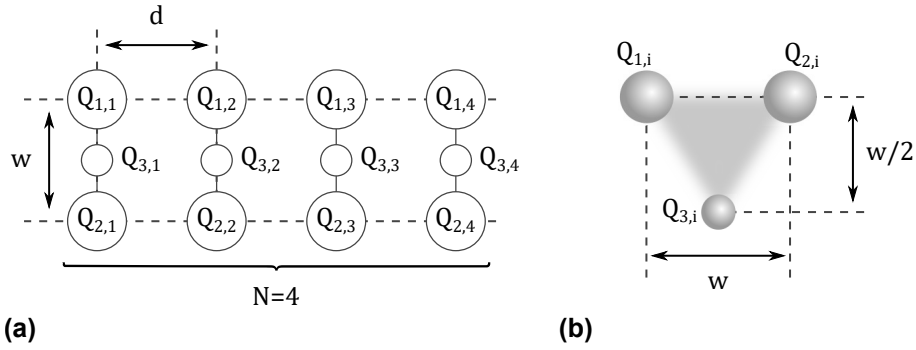 d
Q1,1 Q1,2 Q1,3 Q1,4
w
Q3,1 Q3,2 Q3,3 Q3,4
Q2,1 Q2,2 Q2,3 Q2,4
N=4
(a)
Q1,i Q2,i
w/2
Q3,i
w
(b)